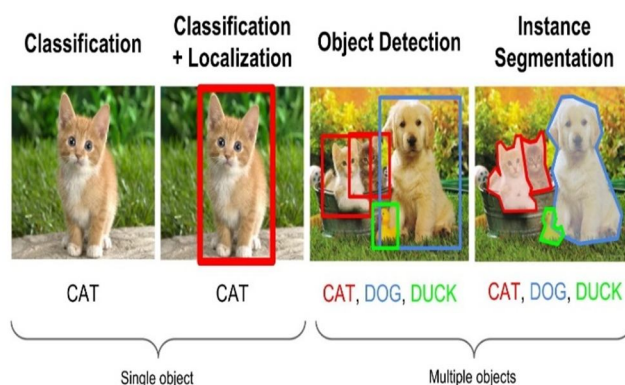 Classification
Classification
+ Localization
Object Detection
Instance
Segmentation
CAT
CAT
CAT, DOG, DUCK
CAT, DOG, DUCK
Single object
Multiple objects